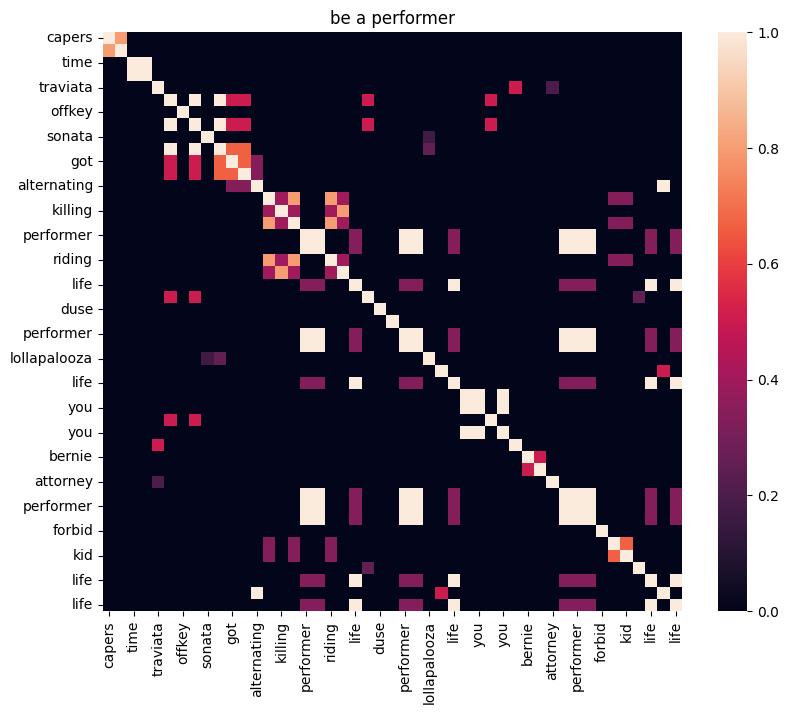 be a performer
capers
time
traviata
offkey
sonata
got
alternating
killing
performer
riding
life
duse
performer
lollapalooza
life
you
you
bernie
attorney
performer
forbid
kid
life
life
1.0
0.8
0.6
0.4
0.2
0.0
capers
time
traviata
offkey
sonata
got
alternating
killing
performer
riding
life
duse
performer
lollapalooza
life
you
you
bernie
attorney
performer
forbid
kid
life
life